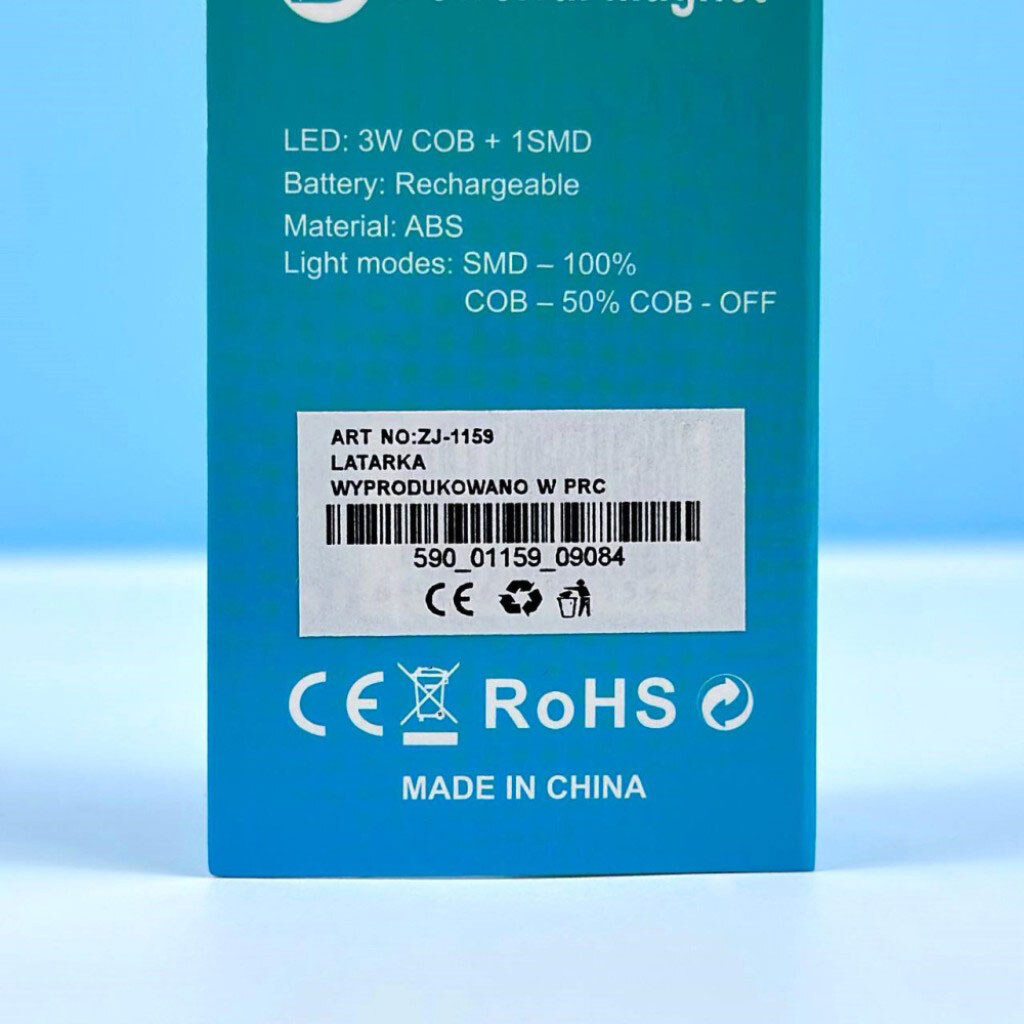 Magnet
LED: 3W COB + 1SMD
Battery: Rechargeable
Material: ABS
Light modes: SMD – 100%
COB – 50% COB - OFF
ART NO:ZJ-1159
LATARKA
WYPRODUKOWANO W PRC
590_01159_09084
CE
CE RoHS
MADE IN CHINA